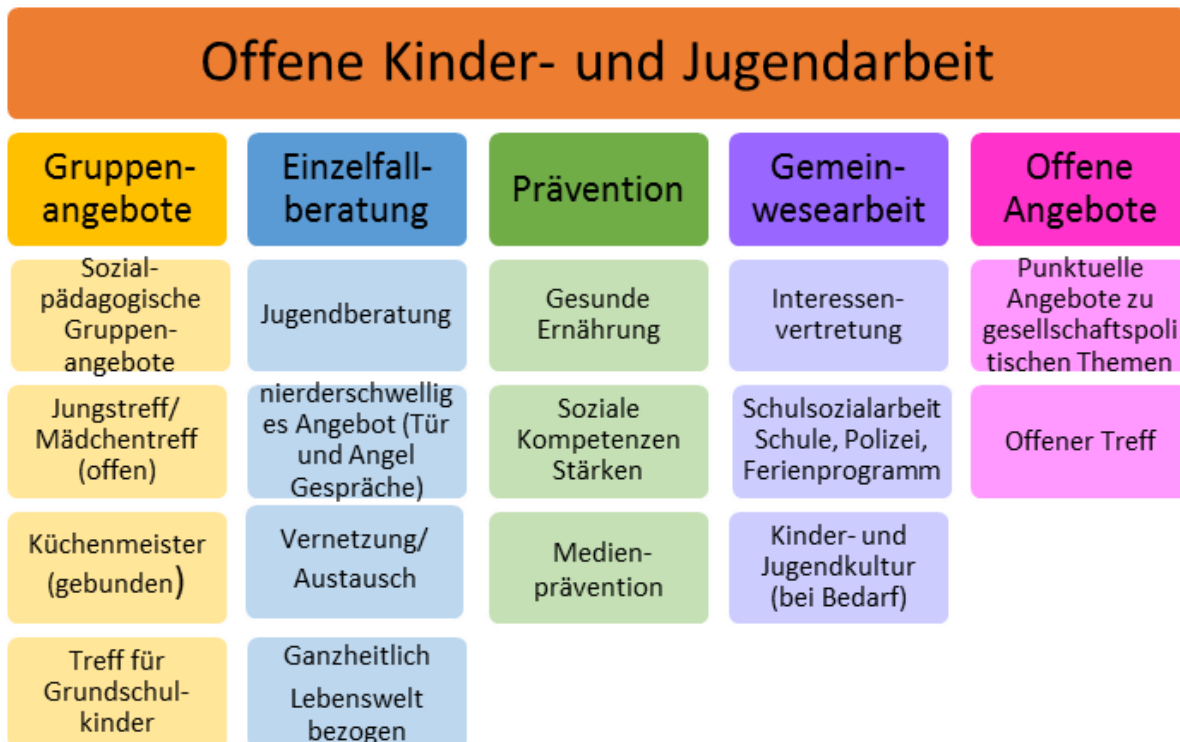 Offene Kinder- und Jugendarbeit
Gruppen-
angebote
Sozial-
pädagogische
Gruppen-
angebote
Jungstreff/
Mädchentreff
(offen)
Küchenmeister
(gebunden)
Treff für
Grundschul-
kinder
Einzelfall-
beratung
Jugendberatung
nierderschwellig
es Angebot (Tür
und Angel
Gespräche)
Vernetzung/
Austausch
Ganzheitlich
Lebenswelt
bezogen
Prävention
Gesunde
Ernährung
Soziale
Kompetenzen
Stärken
Medien-
prävention
Gemein-
wesearbeit
Interessen-
vertretung
Schulsozialarbeit
Schule, Polizei,
Ferienprogramm
Kinder- und
Jugendkultur
(bei Bedarf)
Offene
Angebote
Punktuelle
Angebote zu
gesellschaftspoli
tischen Themen
Offener Treff